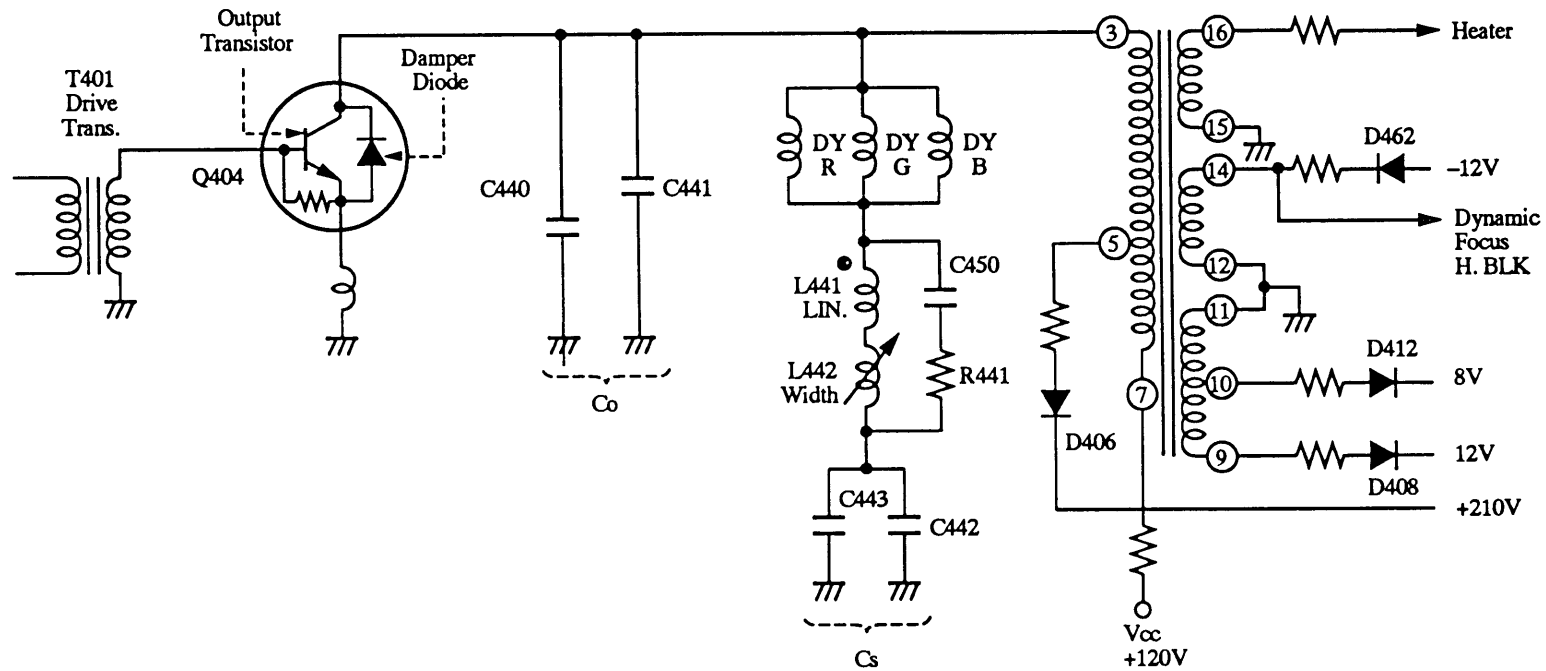 Output
Transistor
T401
Drive
Trans.
Damper
Diode
Q404
C440
C441
Co
DY
R
DY
G
DY
B
L441
LIN.
C450
L442
Width
R441
C443
C442
Cs
3
5
7
D406
Vcc
+120V
16
15
14
12
11
10
9
Heater
D462
–12V
Dynamic
Focus
H. BLK
D412
8V
12V
D408
+210V